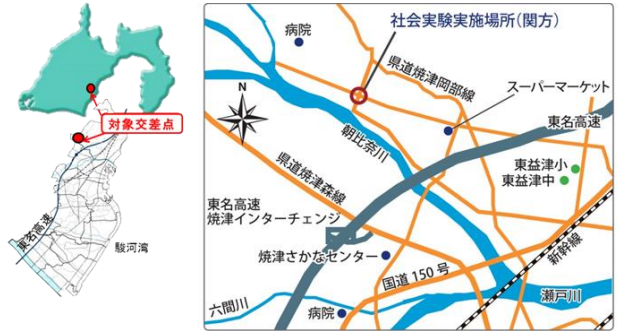 対象交差点
東名高速
駿河湾
病院
社会実験実施場所（関方）
県道焼津岡部線
スーパーマーケット
N
朝比奈川
東名高速
県道焼津森線
東益津小
東益津中
東名高速
焼津インターチェンジ
焼津さかなセンター
国道150号
新幹線
瀬戸川
六間川
病院